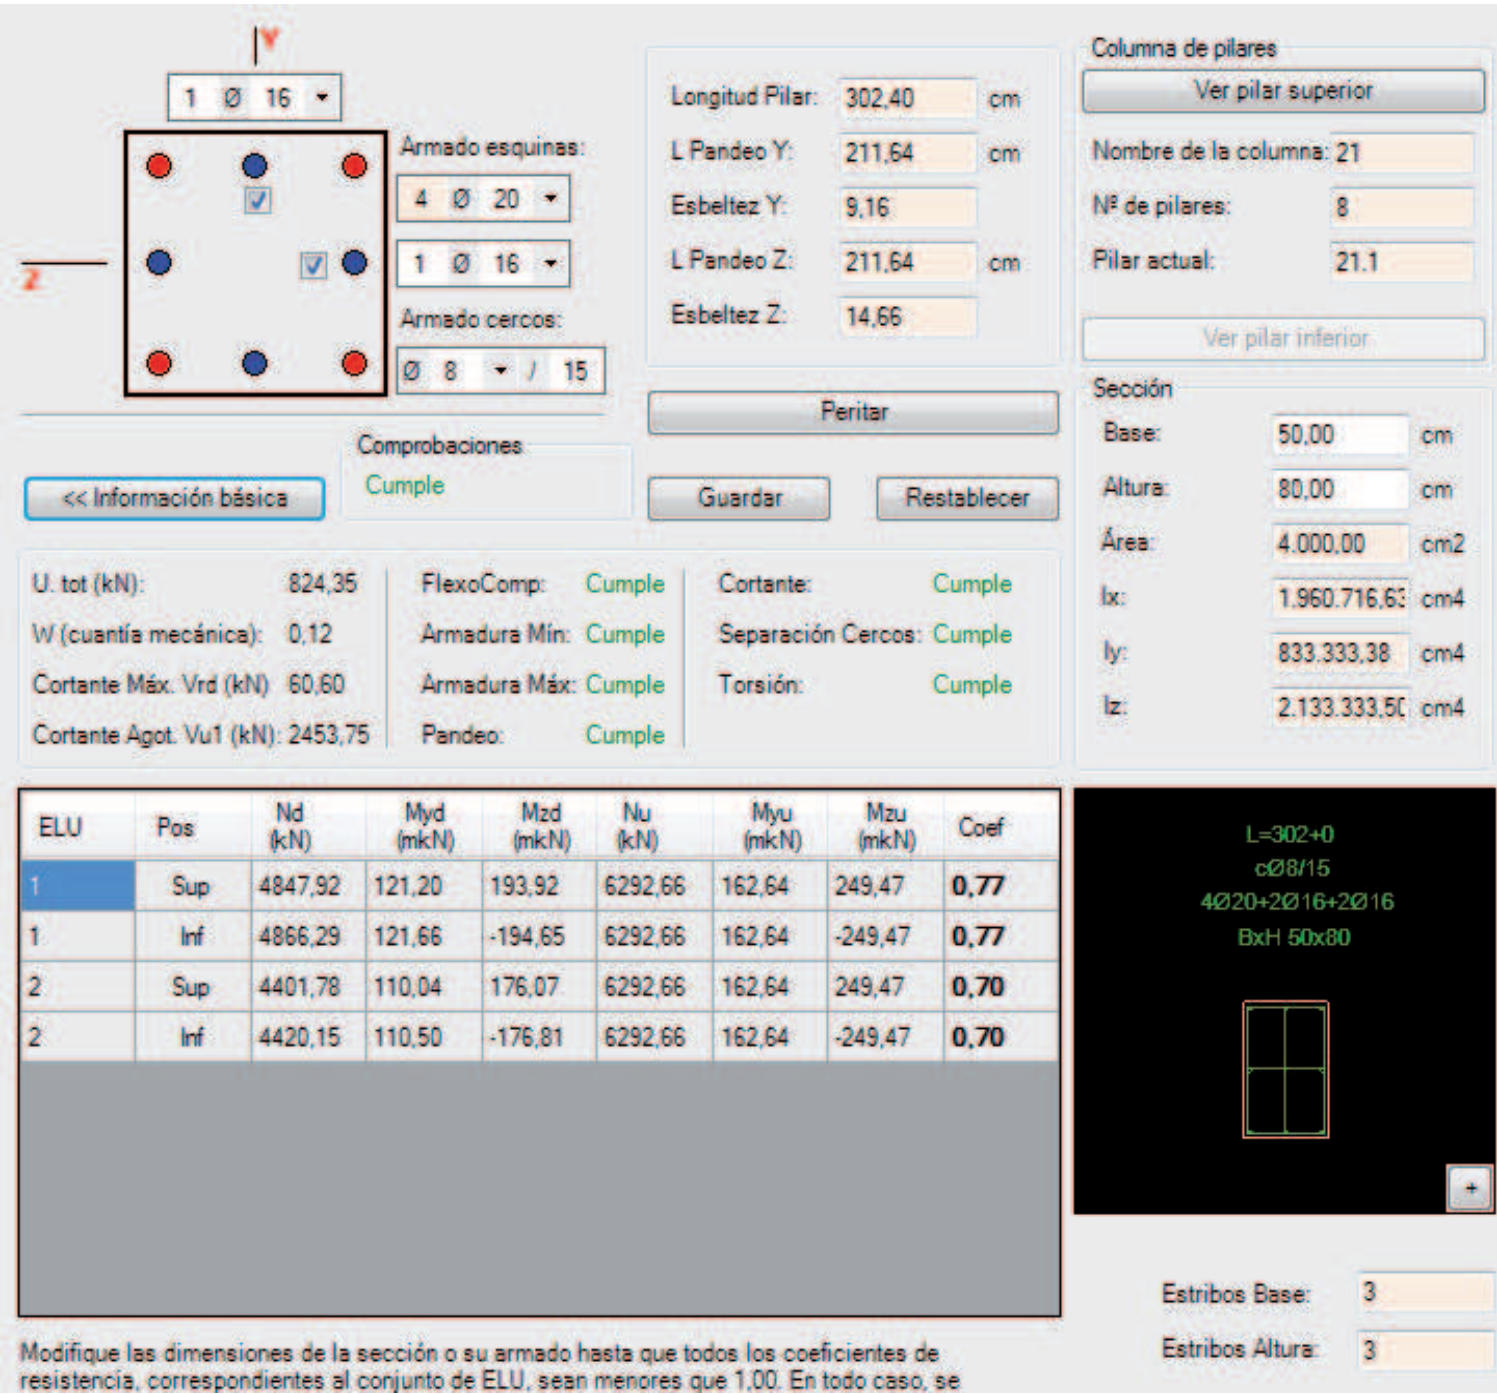 Y
1 Ø 16
Armado esquinas:
4 Ø 20
1 Ø 16
Z
Armado cercos:
Ø 8 / 15
Longitud Pilar: 302,40 cm
L Pandeo Y: 211,64 cm
Esbeltez Y: 9,16
L Pandeo Z: 211,64 cm
Esbeltez Z: 14,66
Columna de pilares
Ver pilar superior
Nombre de la columna: 21
Nº de pilares: 8
Pilar actual: 21.1
Ver pilar inferior
Peritar
Comprobaciones
Cumple
<< Información básica
Guardar
Restablecer
Sección
Base: 50,00 cm
Altura: 80,00 cm
Área: 4.000,00 cm2
Ix: 1.960.716,63 cm4
Iy: 833.333,38 cm4
Iz: 2.133.333,50 cm4
U. tot (kN): 824,35 FlexoComp: Cumple Cortante: Cumple
W (cuantía mecánica): 0,12 Armadura Mín: Cumple Separación Cercos: Cumple
Cortante Máx. Vrd (kN) 60,60 Armadura Máx: Cumple Torsión: Cumple
Cortante Agot. Vu1 (kN): 2453,75 Pandeo: Cumple
ELU Pos Nd (kN) Myd (mkN) Mzd (mkN) Nu (kN) Myu (mkN) Mzu (mkN) Coef
1 Sup 4847,92 121,20 193,92 6292,66 162,64 249,47 0,77
1 Inf 4866,29 121,66 -194,65 6292,66 162,64 -249,47 0,77
2 Sup 4401,78 110,04 176,07 6292,66 162,64 249,47 0,70
2 Inf 4420,15 110,50 -176,81 6292,66 162,64 -249,47 0,70
L=302+0
cØ8/15
4Ø20+2Ø16+2Ø16
BxH 50x80
+
Estribos Base: 3
Estribos Altura: 3
Modifique las dimensiones de la sección o su armado hasta que todos los coeficientes de
resistencia, correspondientes al conjunto de ELU, sean menores que 1,00. En todo caso, se